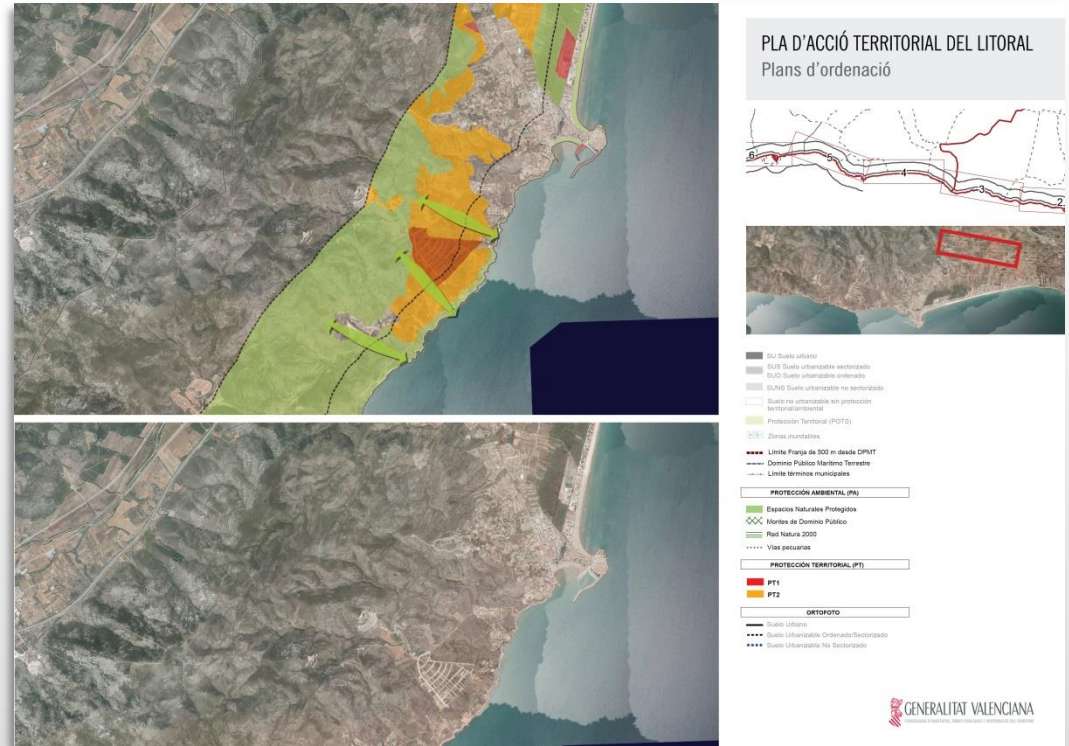 PLA D'ACCIÓ TERRITORIAL DEL LITORAL
Plans d'ordenació
6
5
4
3
2
SU Suelo urbano
SUS Suelo urbanizable sectorizado
SUO Suelo urbanizable ordenado
SUNS Suelo urbanizable no sectorizado
Suelo no urbanizable sin protección
territorial/ambiental
Protección Territorial (POTS)
Zonas inundables
Límite Franja de 500 m desde DPMT
Dominio Público Marítimo Terrestre
Límite términos municipales
PROTECCIÓN AMBIENTAL (PA)
Espacios Naturales Protegidos
Montes de Dominio Público
Red Natura 2000
Vías pecuarias
PROTECCIÓN TERRITORIAL (PT)
PT1
PT2
ORTOFOTO
Suelo Urbano
Suelo Urbanizable Ordenado/Sectorizado
Suelo Urbanizable No Sectorizado
GENERALITAT VALENCIANA